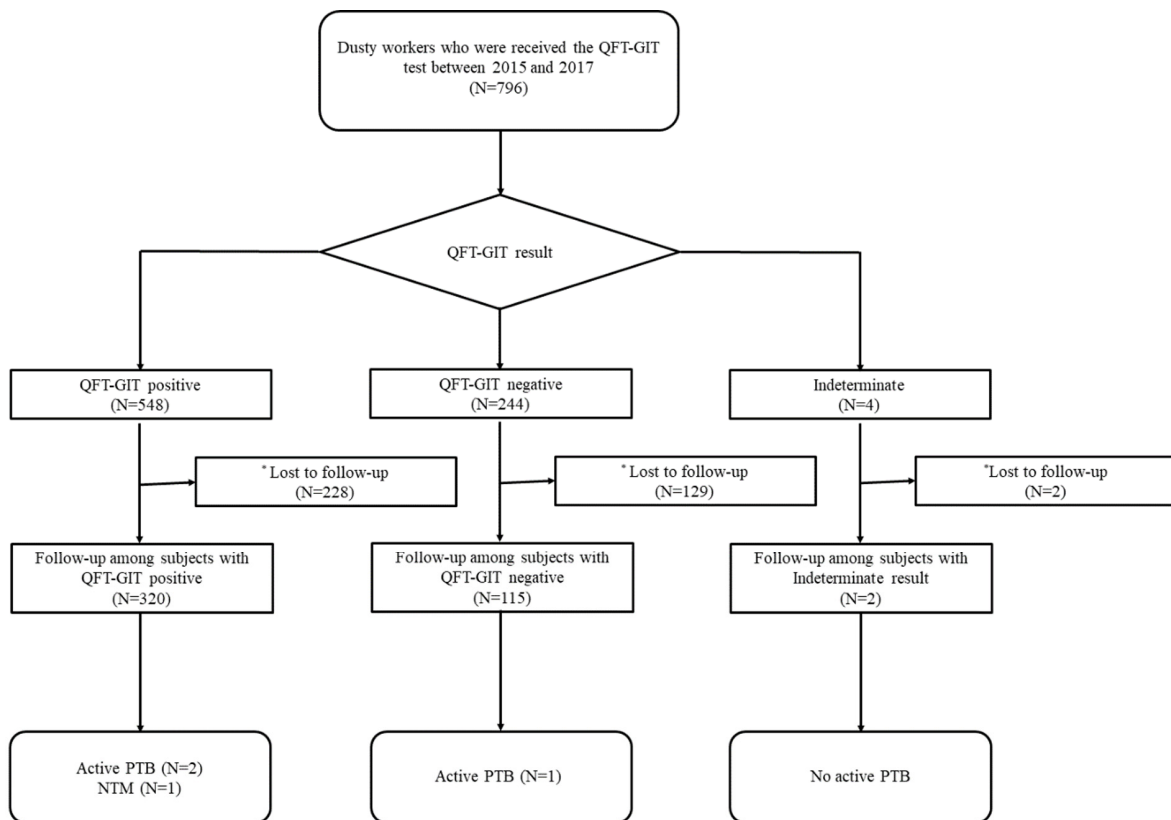 Dusty workers who were received the QFT-GIT
test between 2015 and 2017
(N=796)
QFT-GIT result
QFT-GIT positive
(N=548)
QFT-GIT negative
(N=244)
Indeterminate
(N=4)
* Lost to follow-up
(N=228)
* Lost to follow-up
(N=129)
*Lost to follow-up
(N=2)
Follow-up among subjects with
QFT-GIT positive
(N=320)
Follow-up among subjects with
QFT-GIT negative
(N=115)
Follow-up among subjects with
Indeterminate result
(N=2)
Active PTB (N=2)
NTM (N=1)
Active PTB (N=1)
No active PTB